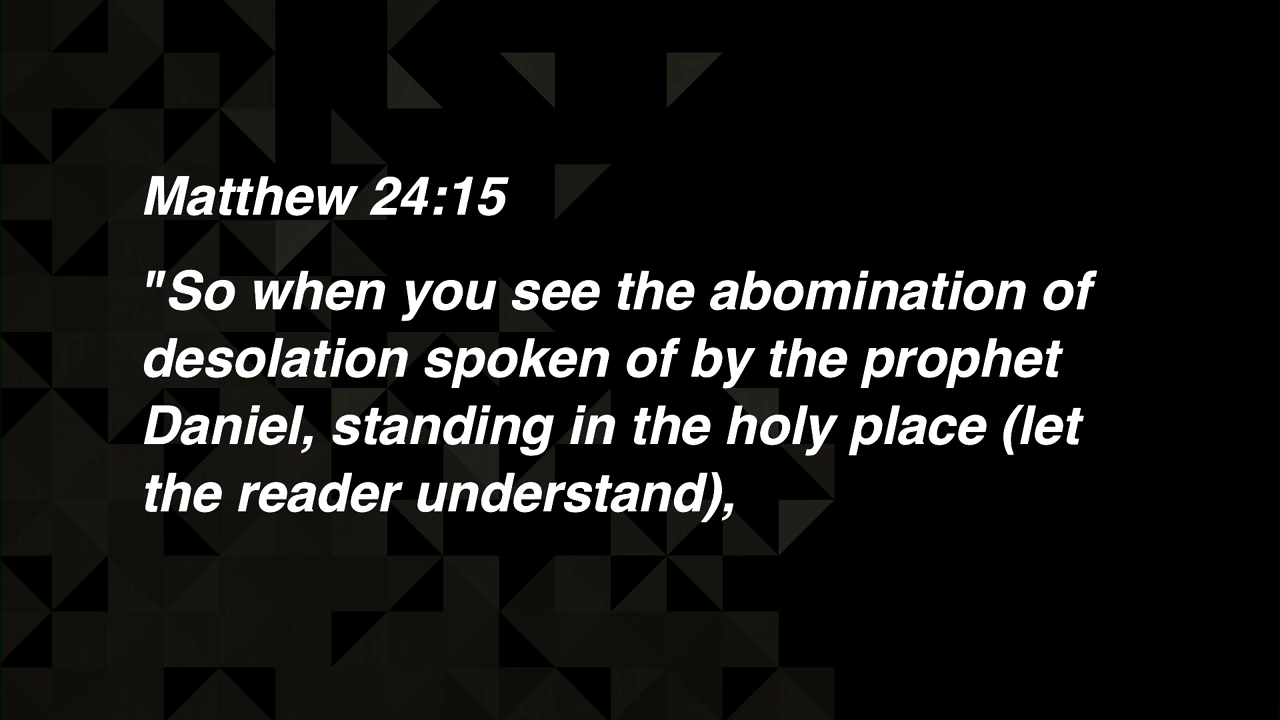 Matthew 24:15
"So when you see the abomination of
desolation spoken of by the prophet
Daniel, standing in the holy place (let
the reader understand),